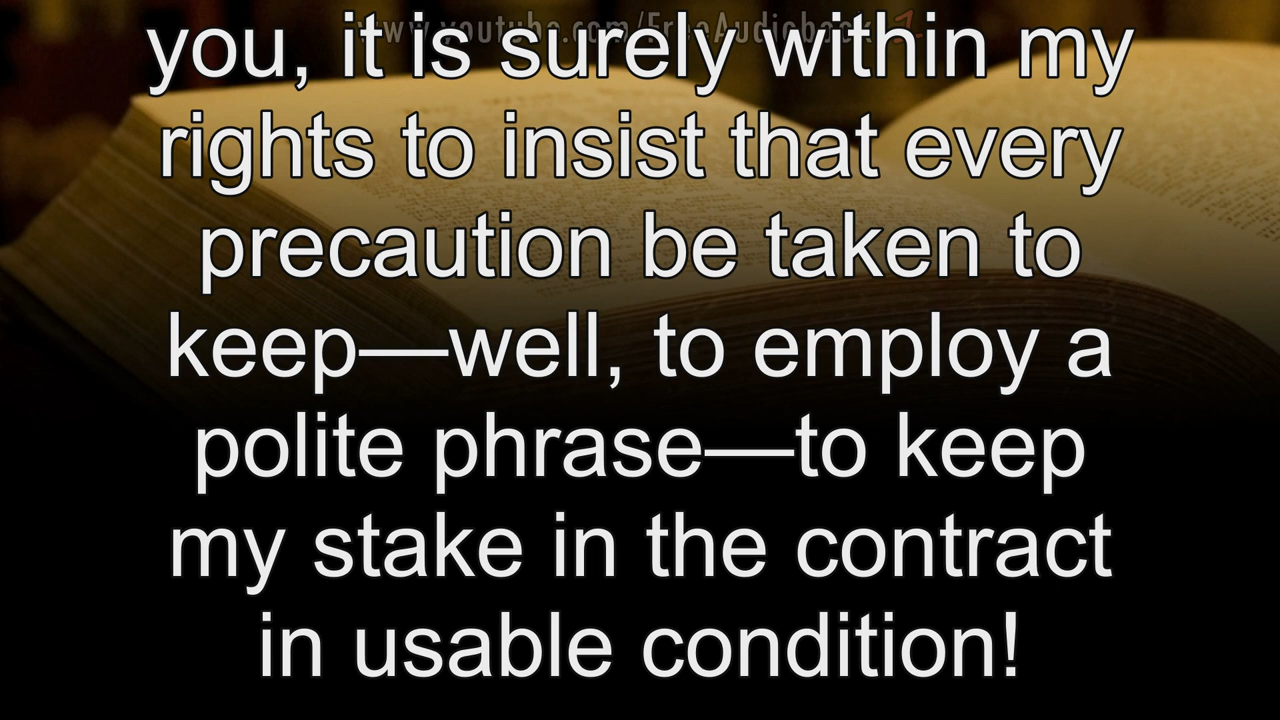 www.youtube.com/FreeAudiobook
you, it is surely within my
rights to insist that every
precaution be taken to
keep—well, to employ a
polite phrase—to keep
my stake in the contract
in usable condition!